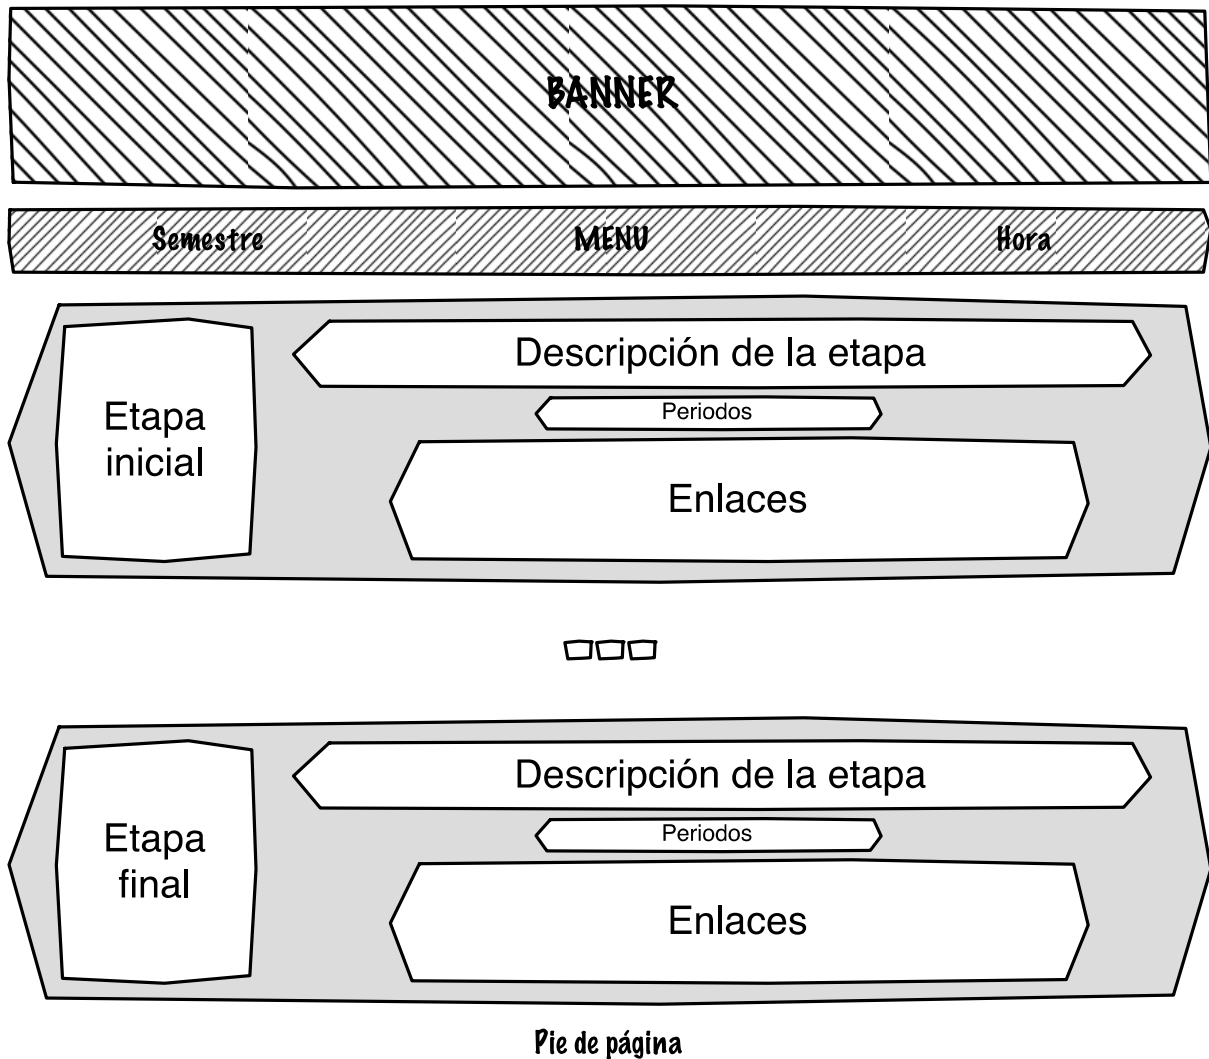 BANNER
Semestre MENU Hora
Etapa
inicial
Descripción de la etapa
Periodos
Enlaces
Etapa
final
Descripción de la etapa
Periodos
Enlaces
Pie de página